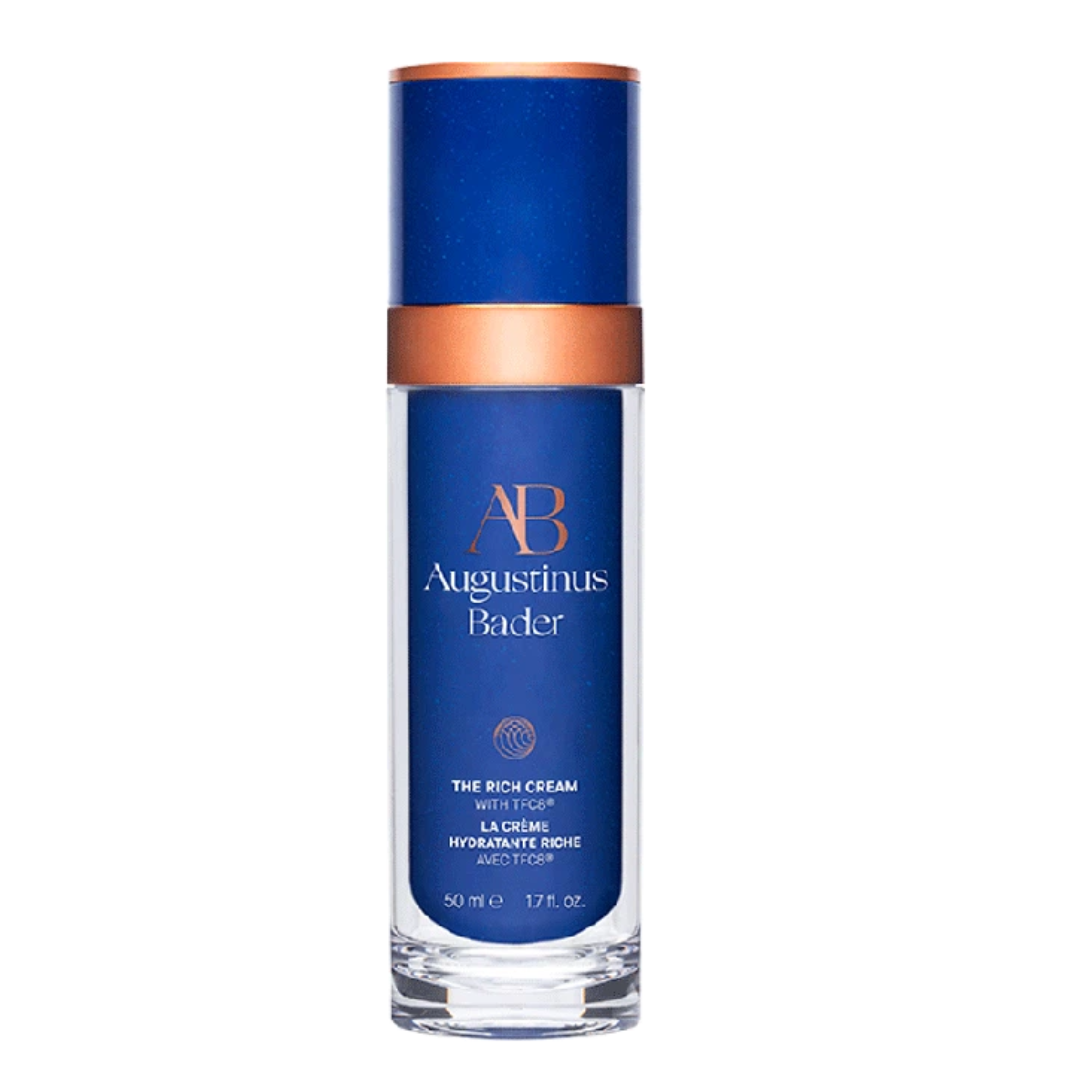 AB
Augustinus
Bader
THE RICH CREAM
WITH TFC8®
LA CRÈME
HYDRATANTE RICHE
AVEC TFC8®
50 ml ℮ 1.7 fl. oz.